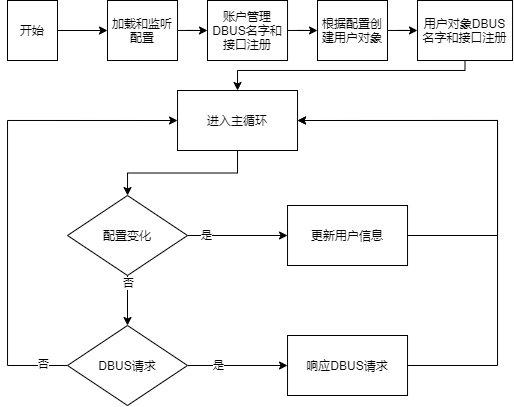 开始
加载和监听
配置
账户管理
DBUS名字和
接口注册
根据配置创
建用户对象
用户对象DBUS
名字和接口注册
进入主循环
配置变化
是
更新用户信息
否
否
DBUS请求
是
响应DBUS请求